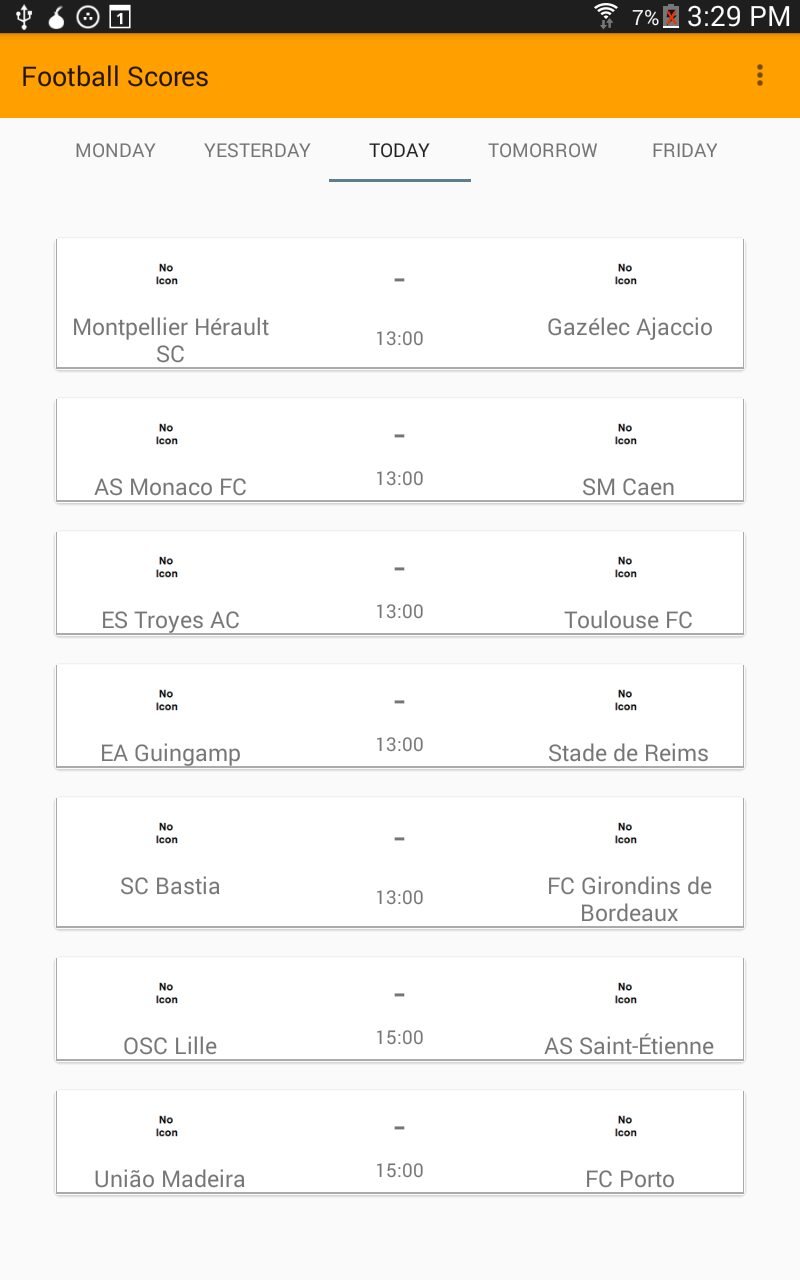 1 7% 3:29 PM
Football Scores
MONDAY YESTERDAY TODAY TOMORROW FRIDAY
No
Icon
-
No
Icon
Montpellier Hérault
SC
13:00
Gazélec Ajaccio
No
Icon
-
No
Icon
AS Monaco FC
13:00
SM Caen
No
Icon
-
No
Icon
ES Troyes AC
13:00
Toulouse FC
No
Icon
-
No
Icon
EA Guingamp
13:00
Stade de Reims
No
Icon
-
No
Icon
SC Bastia
13:00
FC Girondins de
Bordeaux
No
Icon
-
No
Icon
OSC Lille
15:00
AS Saint-Étienne
No
Icon
-
No
Icon
União Madeira
15:00
FC Porto